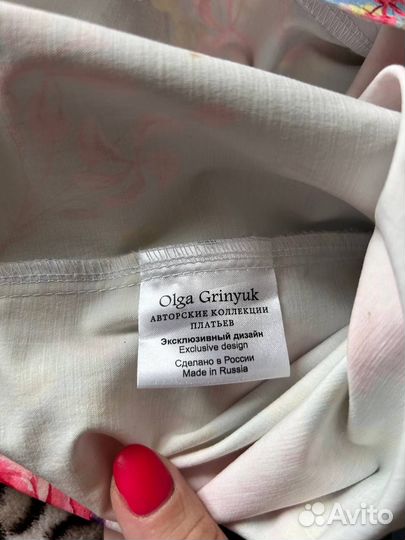 Olga Grinyuk
АВТОРСКИЕ КОЛЛЕКЦИИ
ПЛАТЬЕВ
Эксклюзивный дизайн
Exclusive design
Сделано в России
Made in Russia
Avito